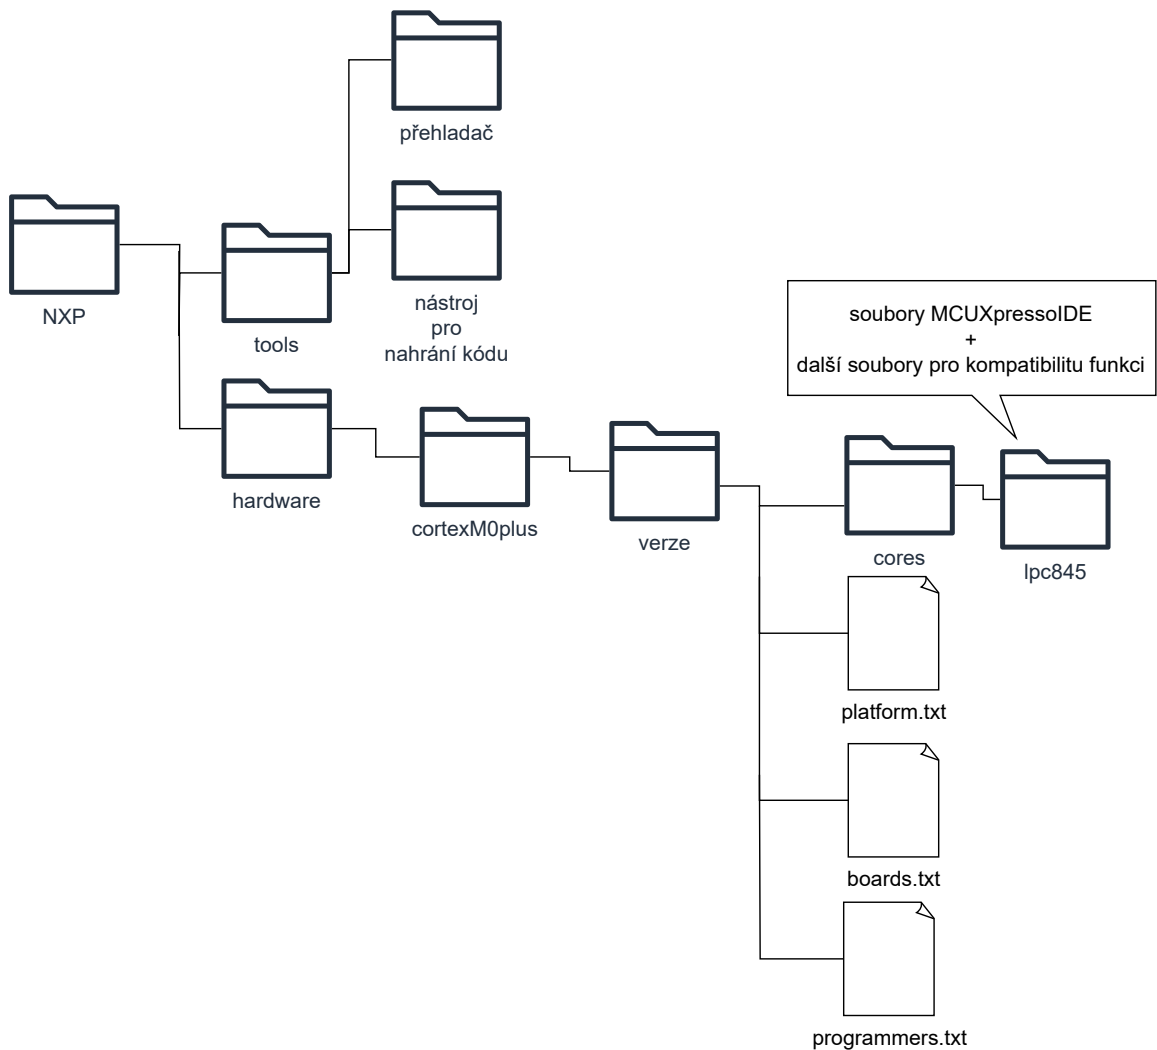 přehladač
NXP
tools
nástroj
pro
nahrání kódu
soubory MCUXpressoIDE
+
další soubory pro kompatibilitu funkci
hardware
cortexM0plus
verze
cores
lpc845
platform.txt
boards.txt
programmers.txt